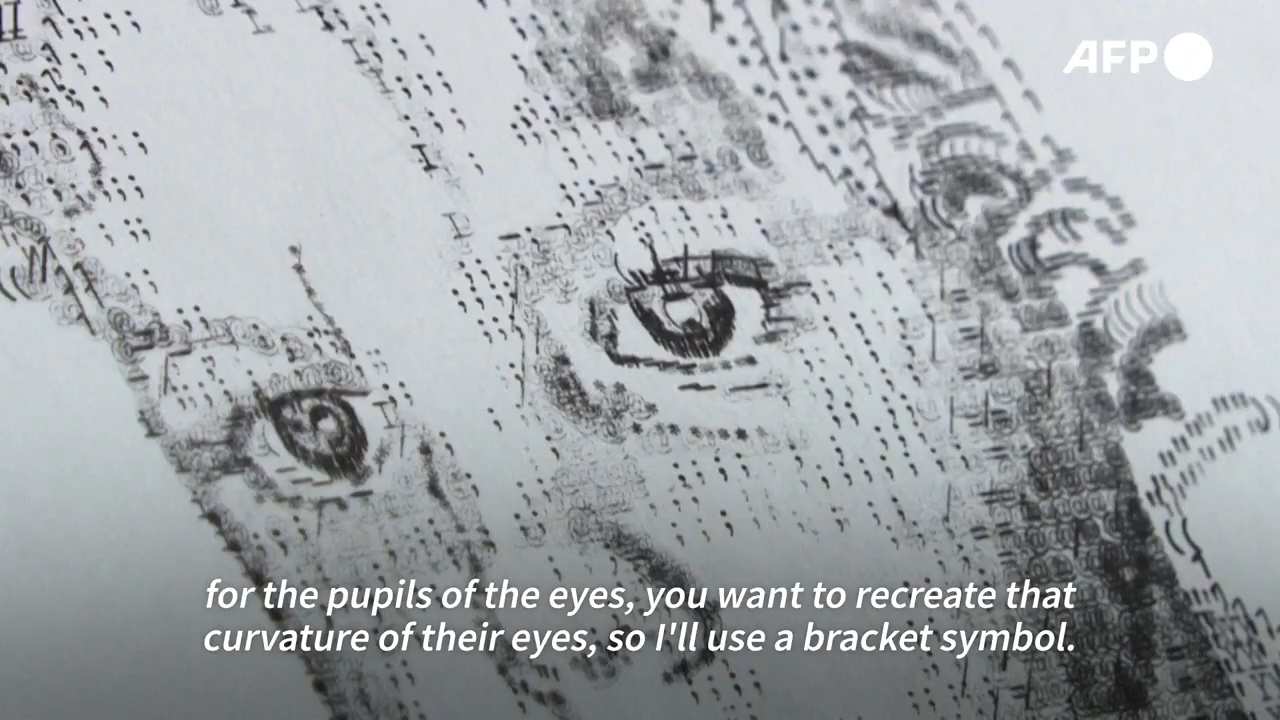 AFP
for the pupils of the eyes, you want to recreate that
curvature of their eyes, so I'll use a bracket symbol.